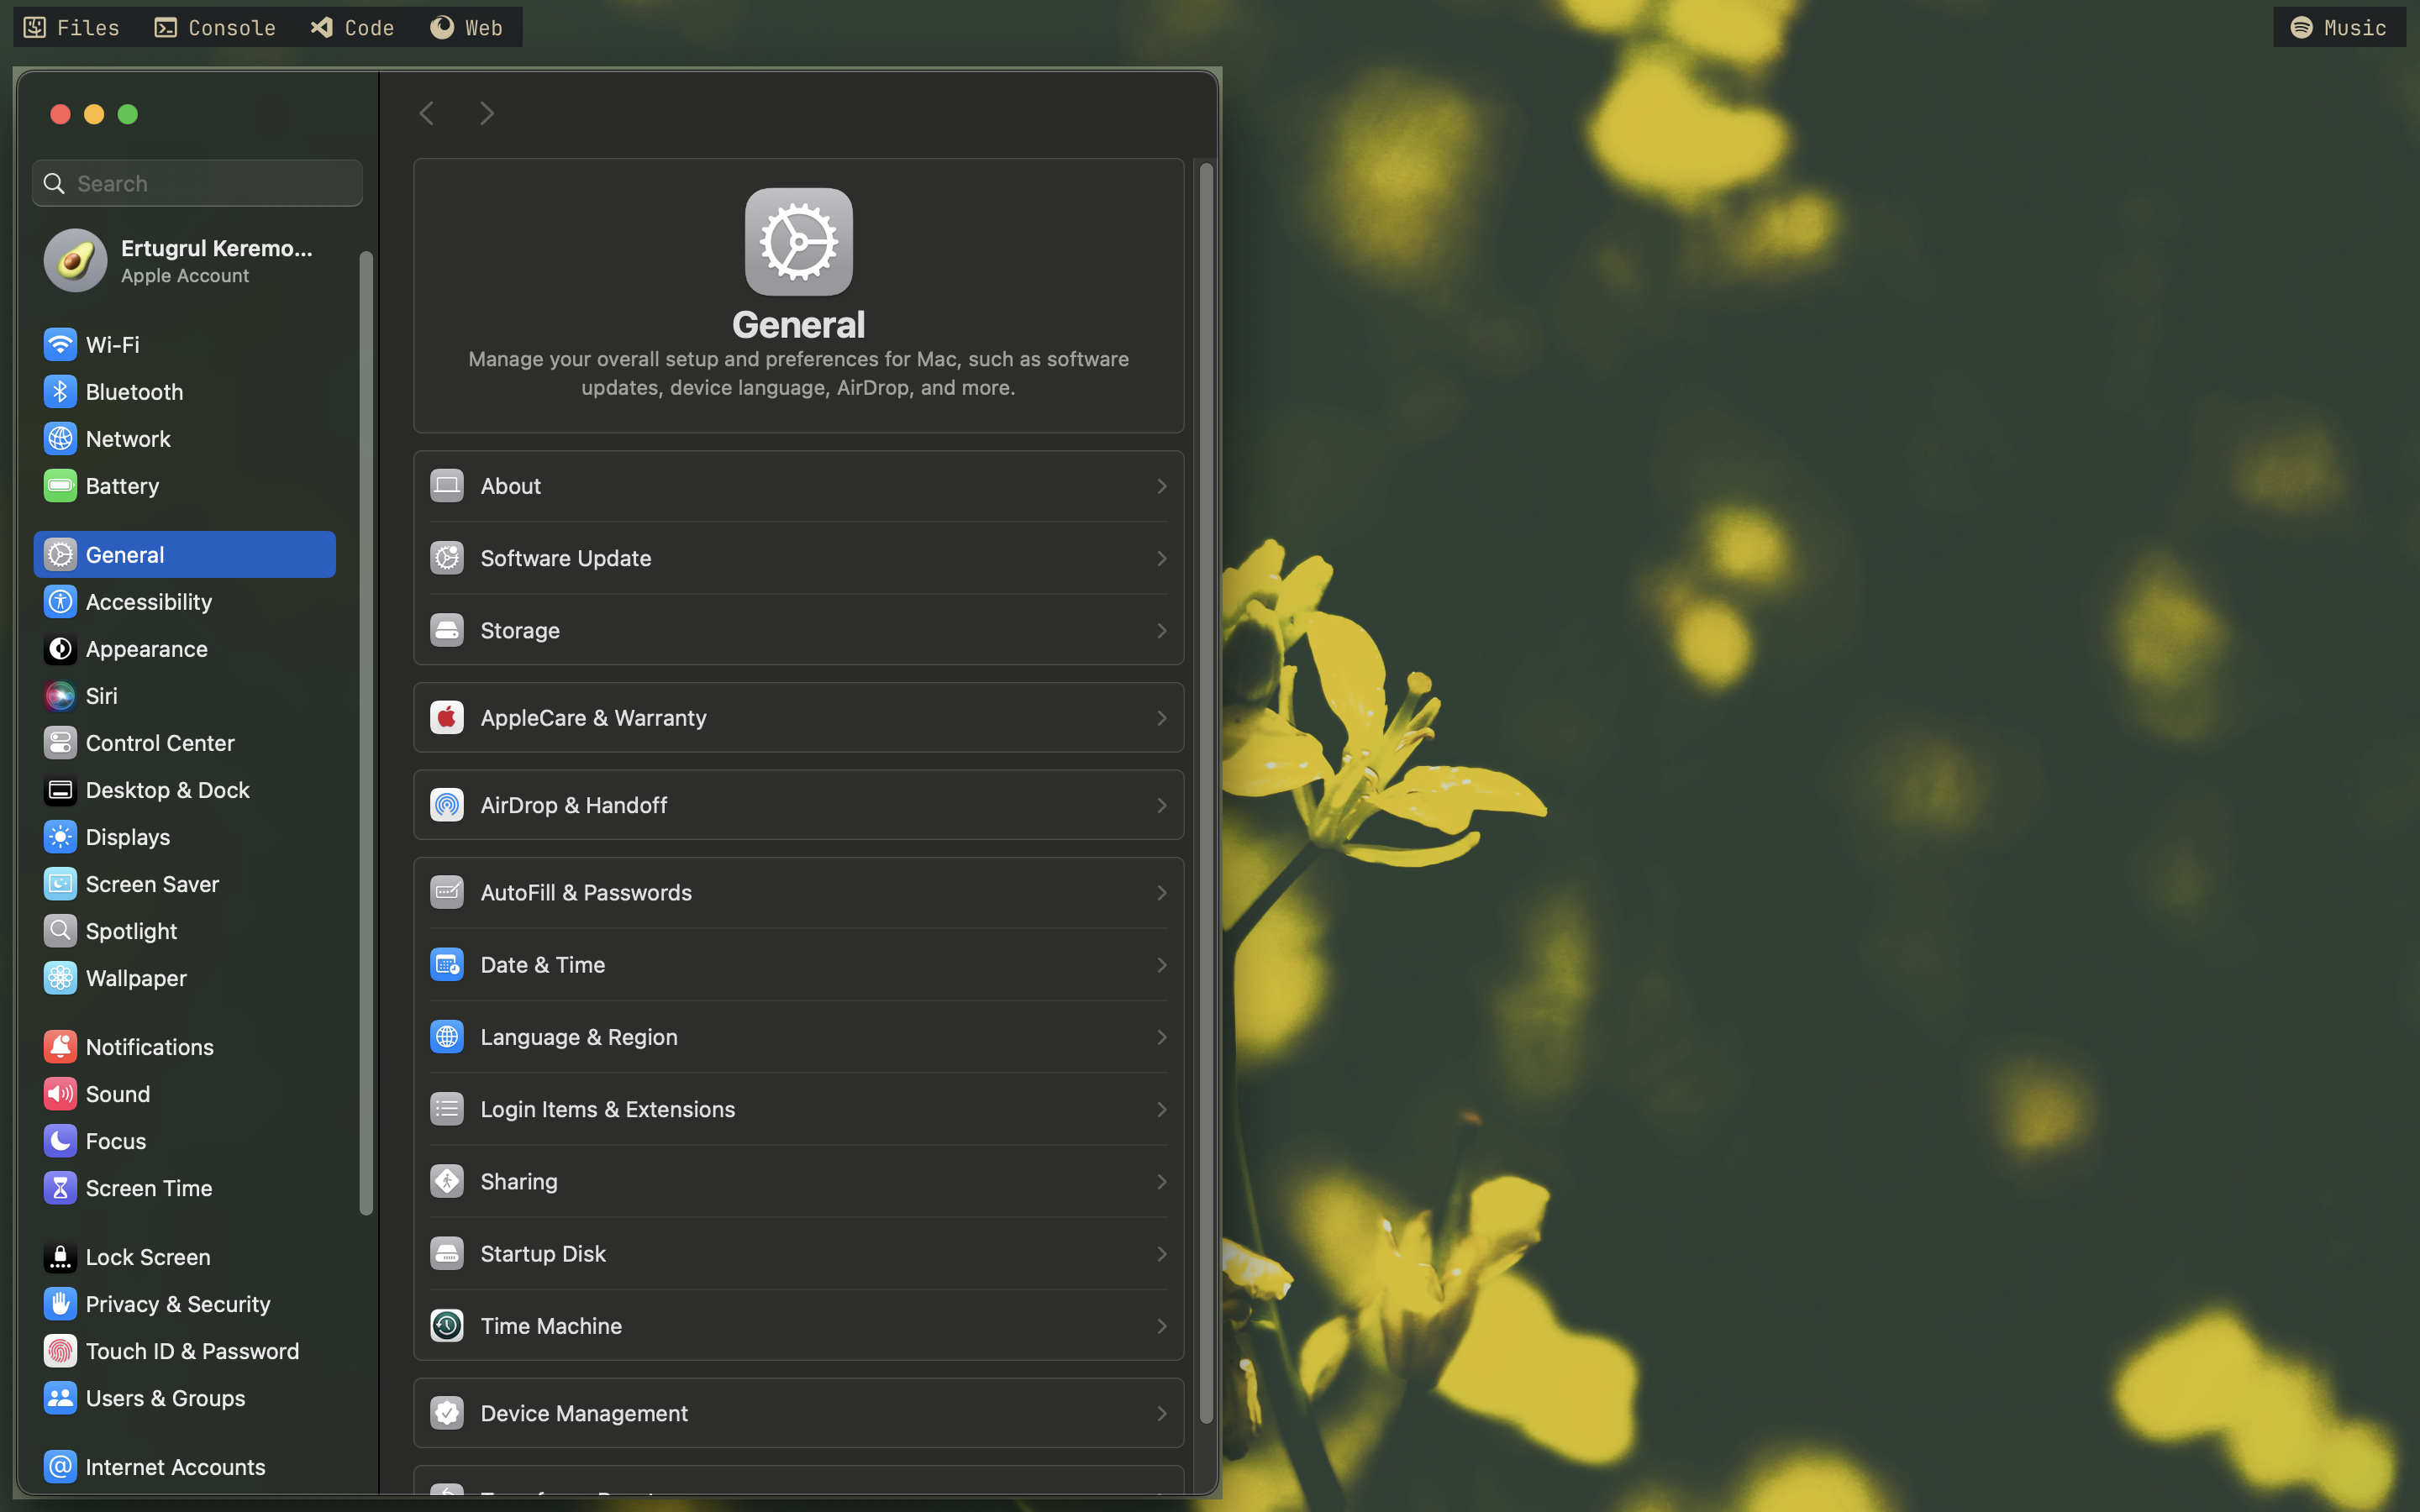 Files
Console
Code
Web
Music
Search
Ertugrul Keremo...
Apple Account
Wi-Fi
Bluetooth
Network
Battery
General
Accessibility
Appearance
Siri
Control Center
Desktop & Dock
Displays
Screen Saver
Spotlight
Wallpaper
Notifications
Sound
Focus
Screen Time
Lock Screen
Privacy & Security
Touch ID & Password
Users & Groups
Internet Accounts
General
Manage your overall setup and preferences for Mac, such as software
updates, device language, AirDrop, and more.
About
Software Update
Storage
AppleCare & Warranty
AirDrop & Handoff
AutoFill & Passwords
Date & Time
Language & Region
Login Items & Extensions
Sharing
Startup Disk
Time Machine
Device Management